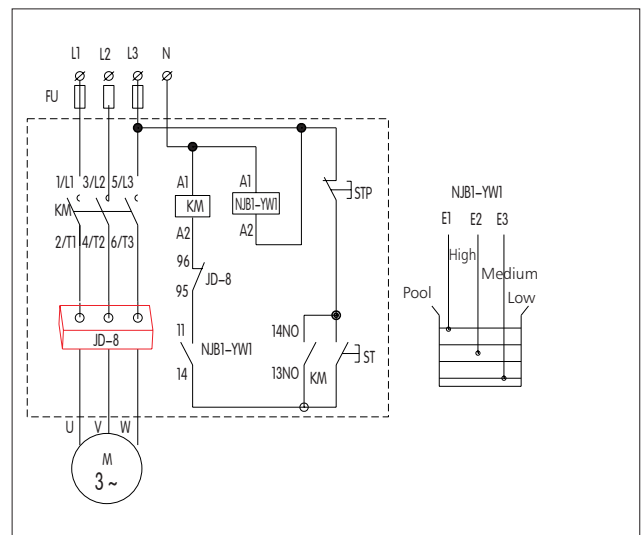 L1 L2 L3 N
FU
1/L1 3/L2 5/L3
KM
2/T1 4/T2 6/T3
JD-8
U V W
M
3 ~
A1
KM
A2
A1
NJB1-YW1
A2
96
JD-8
95
11
NJB1-YW1
14
STP
14NO
13NO KM
ST
NJB1-YW1
E1 E2 E3
High
Medium
Pool
Low